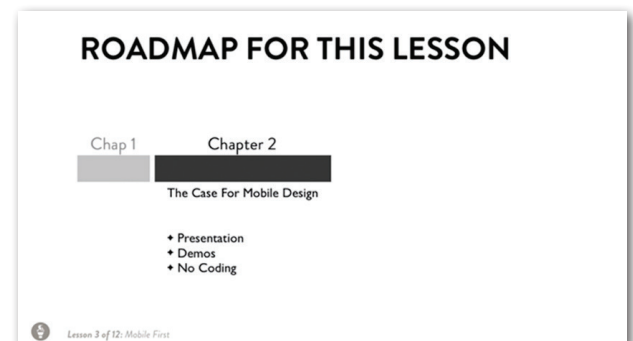 ROADMAP FOR THIS LESSON
Chap 1
Chapter 2
The Case For Mobile Design
✦ Presentation
✦ Demos
✦ No Coding
Lesson 3 of 12: Mobile First